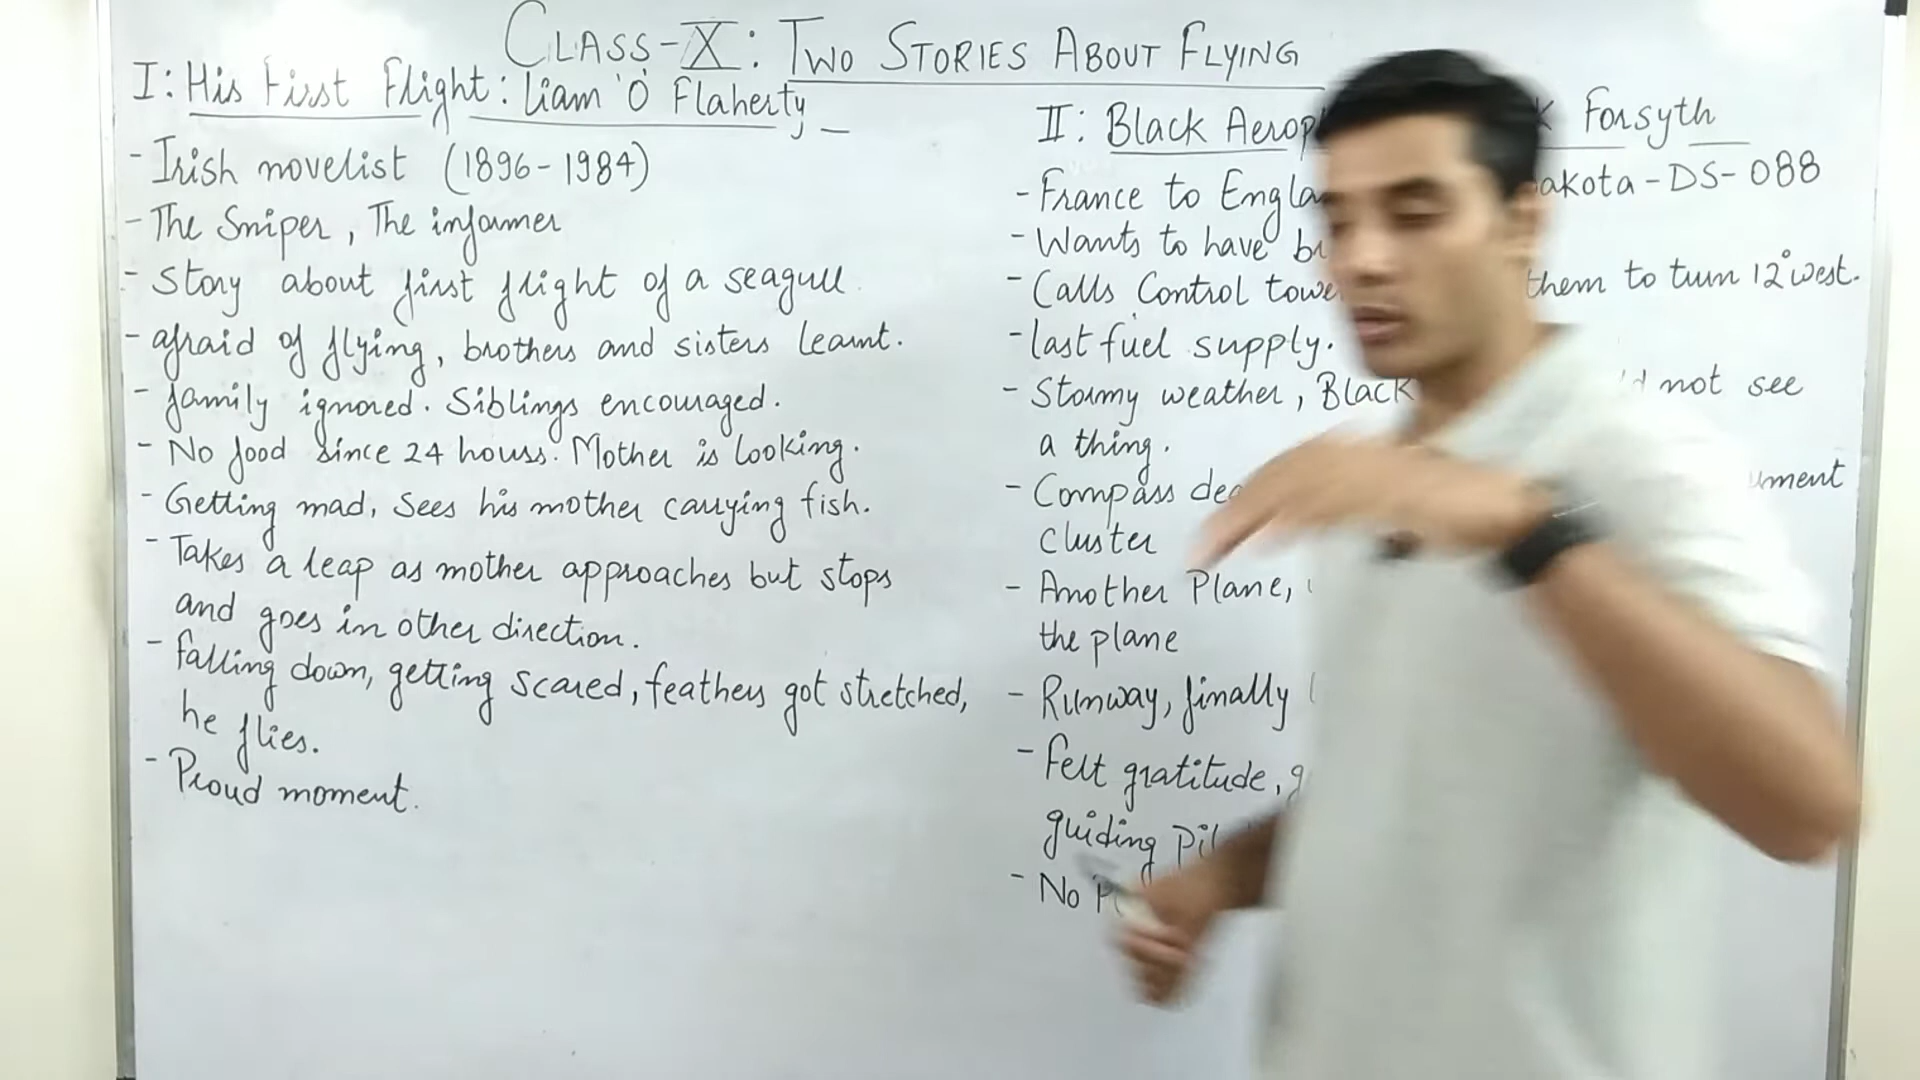 CLASS-X: TWO STORIES ABOUT FLYING
I: His First Flight: Liam 'O' Flaherty
- Irish novelist (1896-1984)
- The Sniper, The informer
- Story about first flight of a seagull.
- afraid of flying, brothers and sisters learnt.
- family ignored. Siblings encouraged.
- No food since 24 hours. Mother is looking.
- Getting mad, Sees his mother carrying fish.
- Takes a leap as mother approaches but stops
and goes in other direction.
- falling down, getting scared, feathers got stretched,
he flies.
- Proud moment.
II: Black Forsyth
- France to DS-088
- Wants to have
- Calls Control them to turn 12° west.
- last fuel supply.
- Stormy weather, Black not see
a thing.
- Compass
cluster
- Another Plane,
the plane
- Runway, finally
- Felt gratitude,
guiding
- No